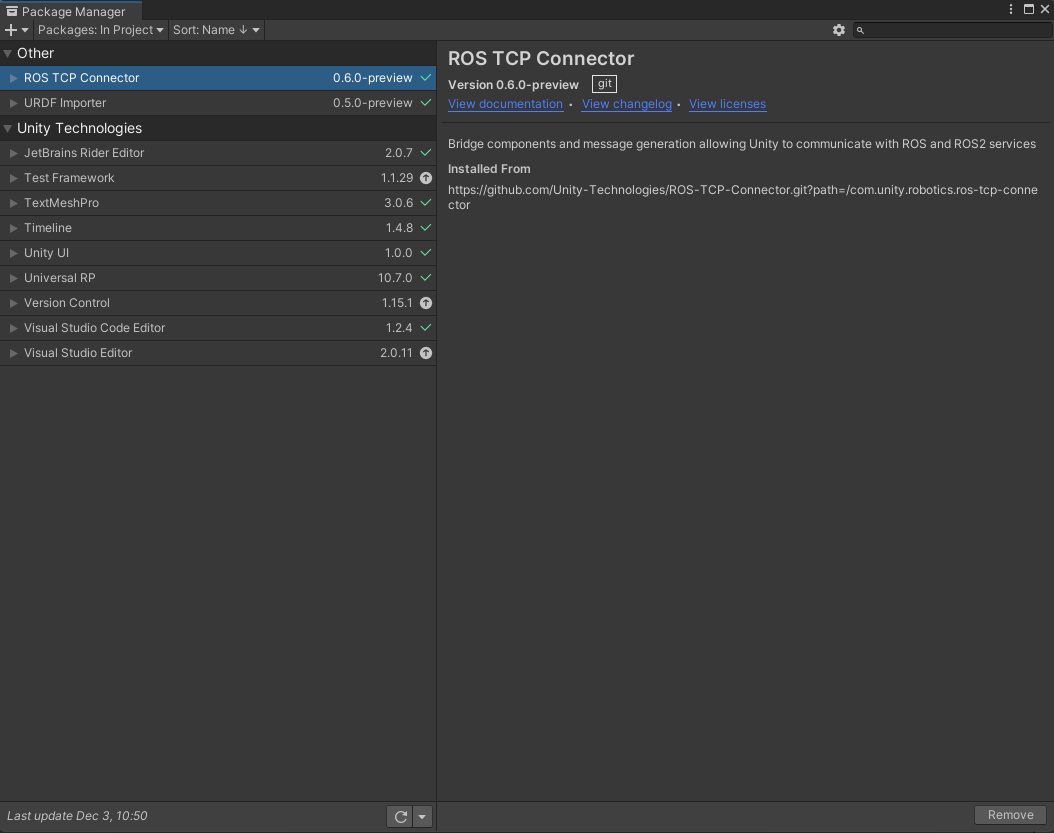 Package Manager
Packages: In Project Sort: Name ↓
Other
ROS TCP Connector 0.6.0-preview
URDF Importer 0.5.0-preview
Unity Technologies
JetBrains Rider Editor 2.0.7
Test Framework 1.1.29
TextMeshPro 3.0.6
Timeline 1.4.8
Unity UI 1.0.0
Universal RP 10.7.0
Version Control 1.15.1
Visual Studio Code Editor 1.2.4
Visual Studio Editor 2.0.11
Last update Dec 3, 10:50
ROS TCP Connector
Version 0.6.0-preview git
View documentation • View changelog • View licenses
Bridge components and message generation allowing Unity to communicate with ROS and ROS2 services
Installed From
https://github.com/Unity-Technologies/ROS-TCP-Connector.git?path=/com.unity.robotics.ros-tcp-conne
ctor
Remove